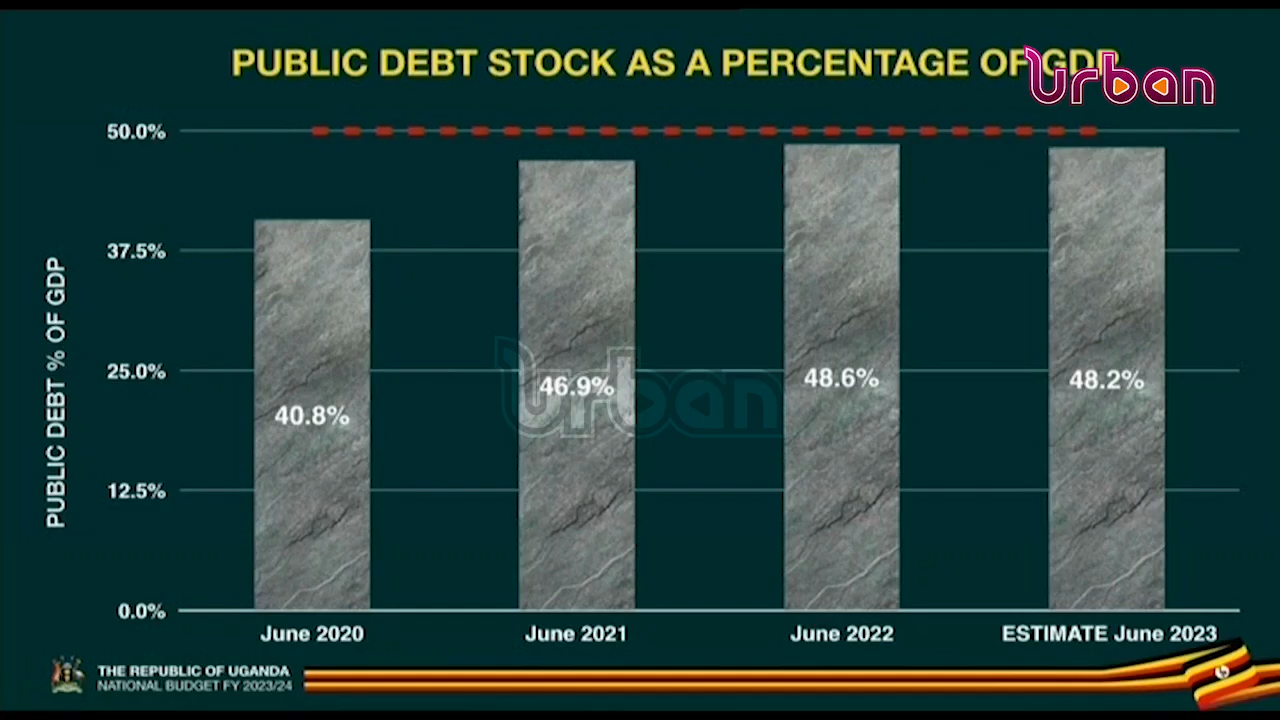 PUBLIC DEBT STOCK AS A PERCENTAGE OF GDP
Urban
50.0%
37.5%
25.0%
12.5%
0.0%
PUBLIC DEBT % OF GDP
40.8%
46.9%
48.6%
48.2%
Urban
June 2020
June 2021
June 2022
ESTIMATE June 2023
THE REPUBLIC OF UGANDA
NATIONAL BUDGET FY 2023/24